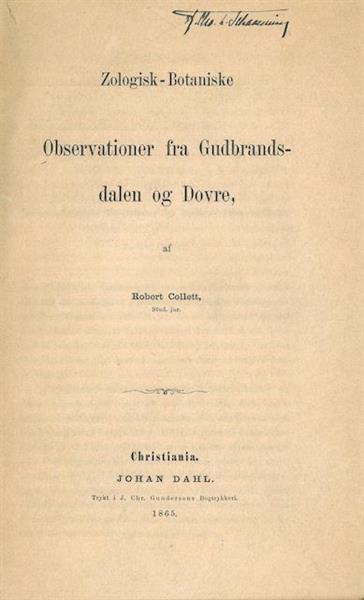 Zologisk-Botaniske
Observationer fra Gudbrands-
dalen og Dovre,
af
Robert Collett,
Stud. jur.
Christiania.
JOHAN DAHL.
Trykt i J. Chr. Gundersens Bogtrykkeri.
1865.